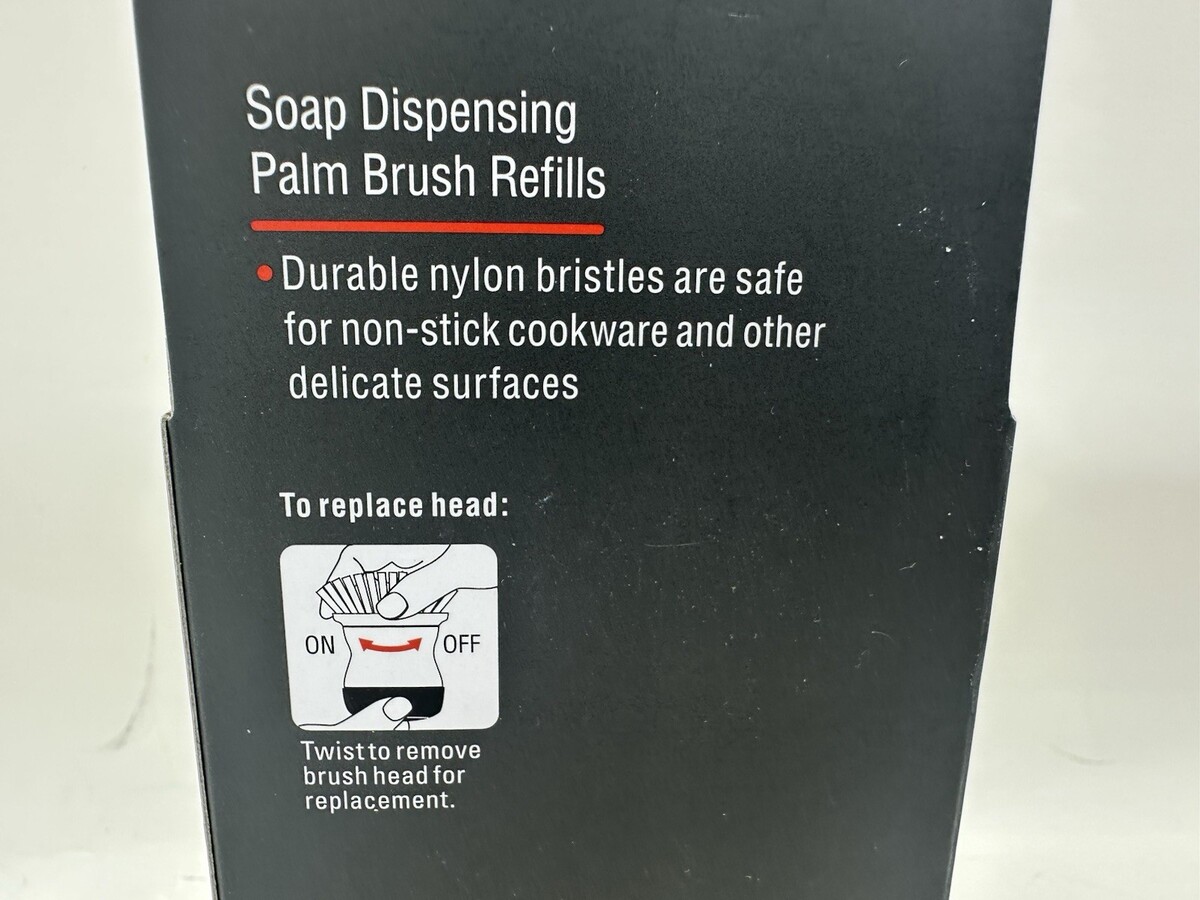 Soap Dispensing
Palm Brush Refills
• Durable nylon bristles are safe
for non-stick cookware and other
delicate surfaces
To replace head:
ON OFF
Twist to remove
brush head for
replacement.